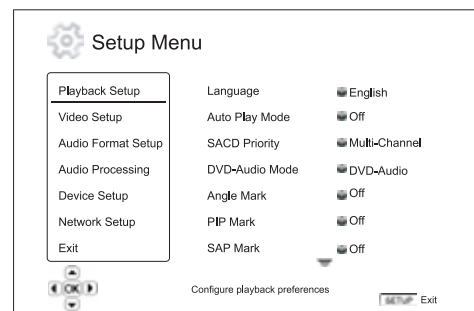 Setup Menu
Playback Setup
Video Setup
Audio Format Setup
Audio Processing
Device Setup
Network Setup
Exit
Language English
Auto Play Mode Off
SACD Priority Multi-Channel
DVD-Audio Mode DVD-Audio
Angle Mark Off
PIP Mark Off
SAP Mark Off
OK
Configure playback preferences
SETUP Exit